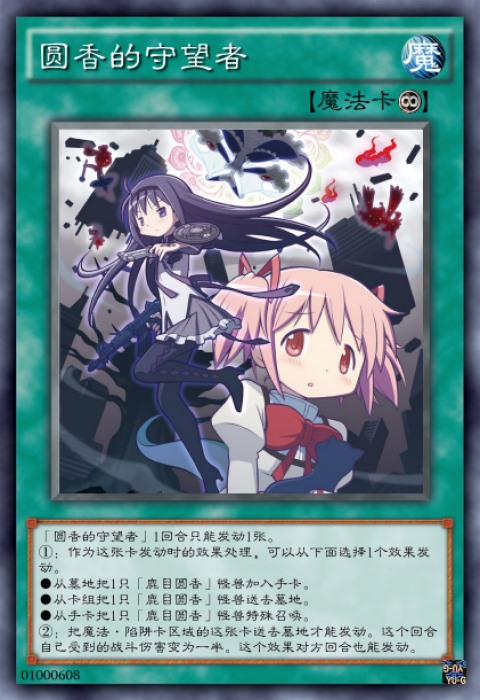 圆香的守望者
魔
【魔法卡∞】
「圆香的守望者」1回合只能发动1张。
①：作为这张卡发动时的效果处理，可以从下面选择1个效果发
动。
●从墓地把1只「鹿目圆香」怪兽加入手卡。
●从卡组把1只「鹿目圆香」怪兽送去墓地。
●从手卡把1只「鹿目圆香」怪兽特殊召唤。
②：把魔法·陷阱卡区域的这张卡送去墓地才能发动。这个回合
自己受到的战斗伤害变为一半。这个效果对方回合也能发动。
01000608